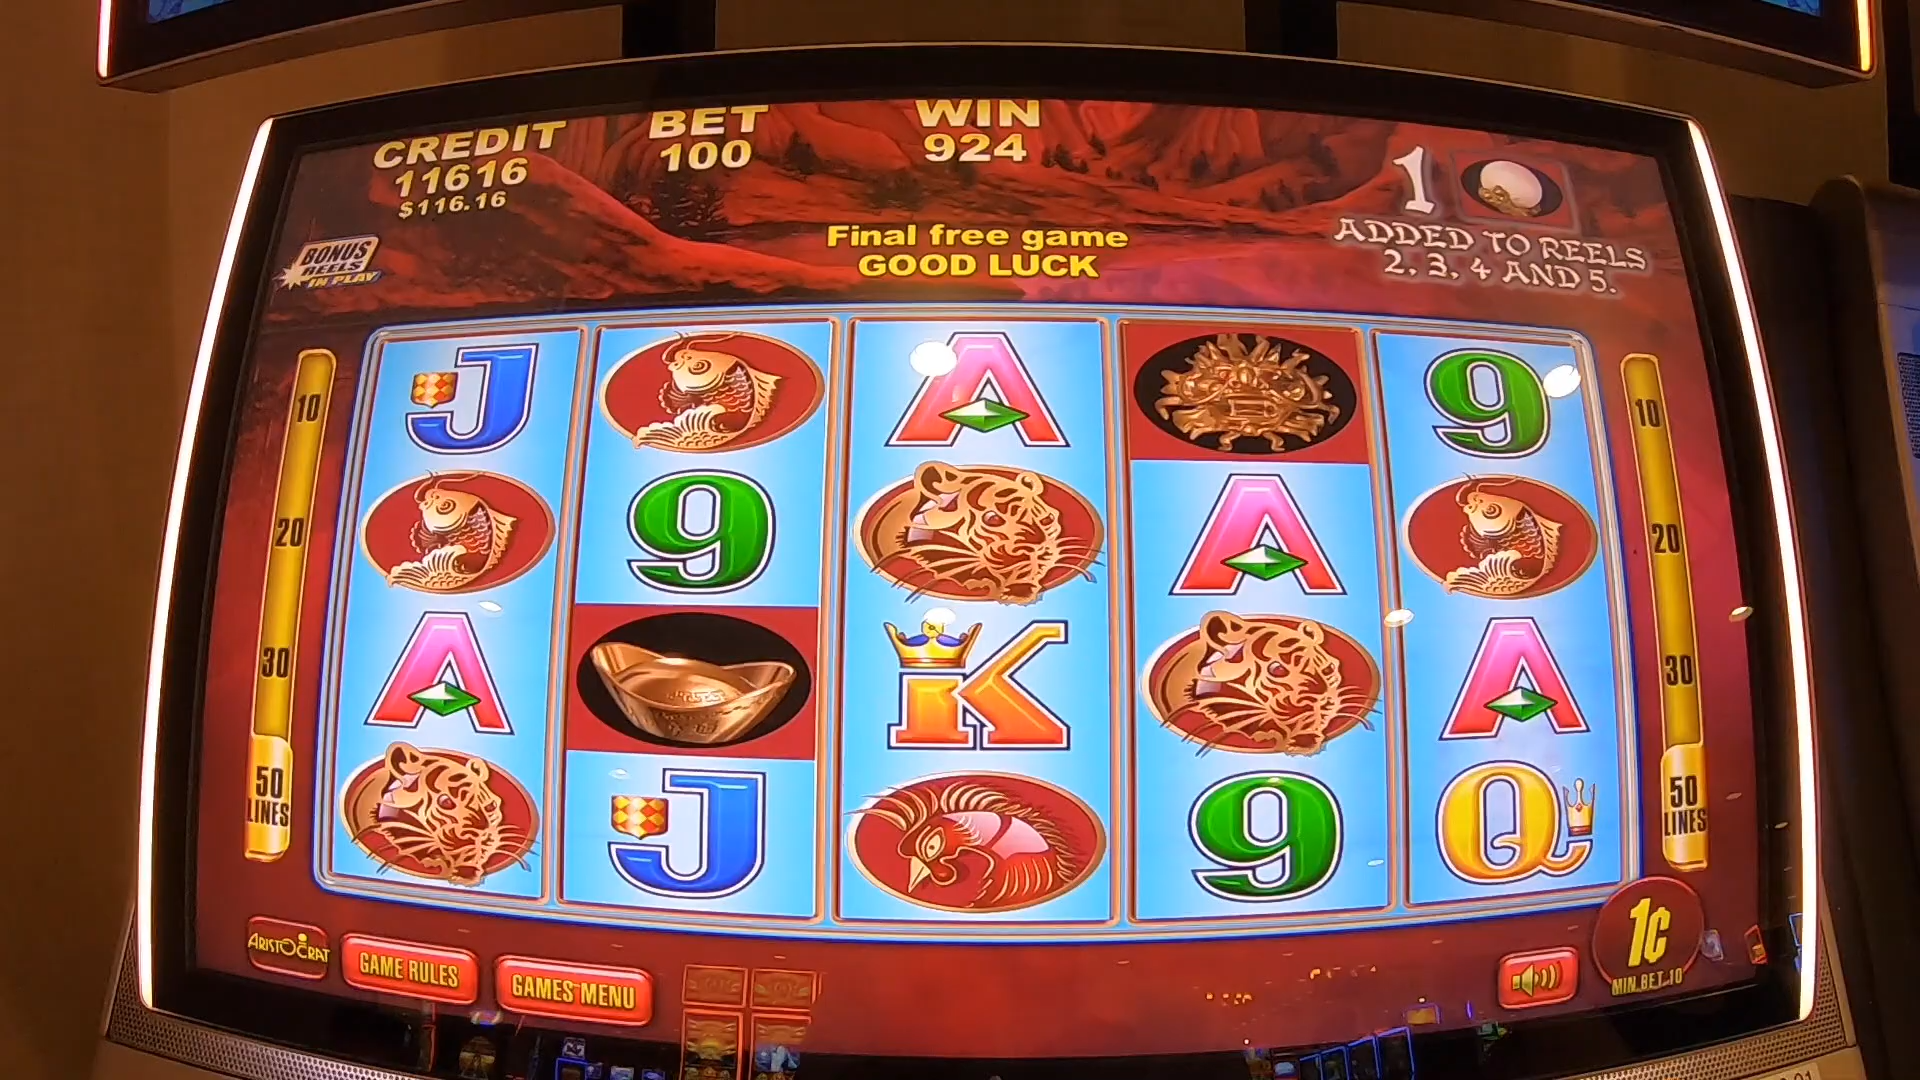 CREDIT
11616
$116.16
BET
100
WIN
924
1
ADDED TO REELS
2, 3, 4 AND 5.
Final free game
GOOD LUCK
BONUS
REELS
IN PLAY
10
20
30
50
LINES
J
A
9
A
9
J
A
K
A
9
9
A
Q
10
20
30
50
LINES
ARISTOCRAT
GAME RULES
GAMES MENU
1¢
MIN BET 10